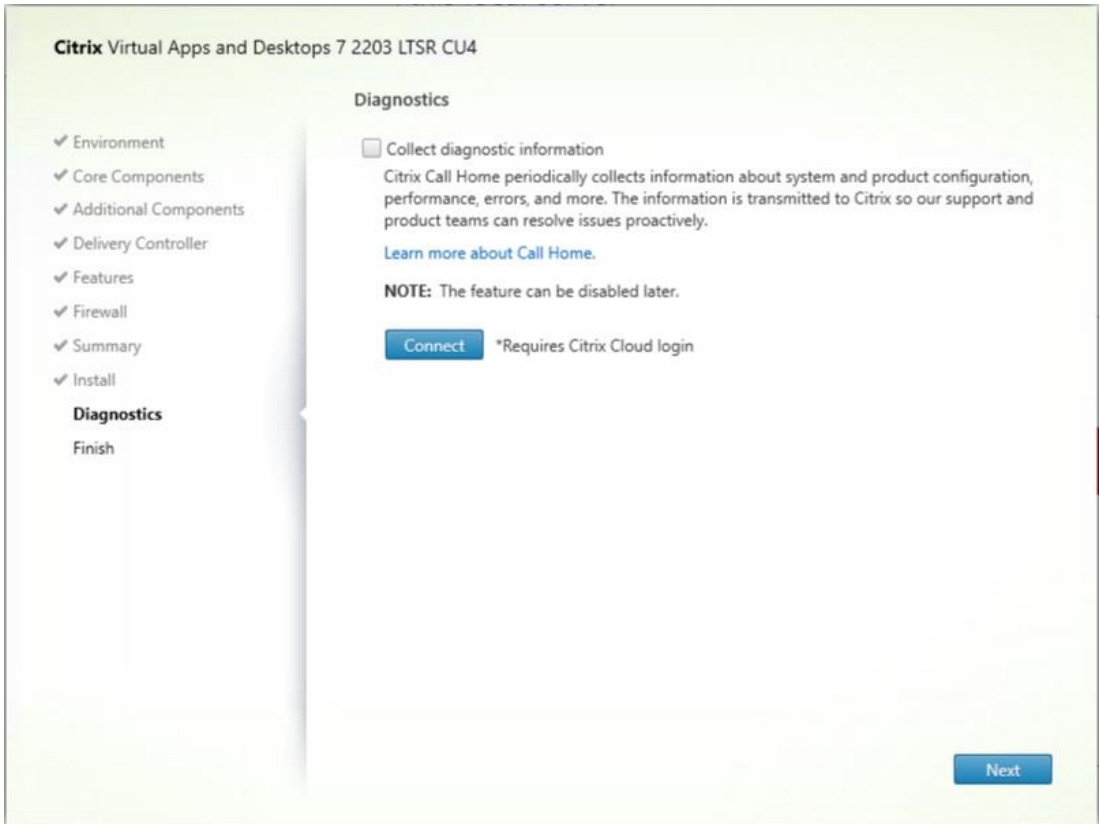 Citrix Virtual Apps and Desktops 7 2203 LTSR CU4
Diagnostics
✔ Environment
✔ Core Components
✔ Additional Components
✔ Delivery Controller
✔ Features
✔ Firewall
✔ Summary
✔ Install
Diagnostics
Finish
Collect diagnostic information
Citrix Call Home periodically collects information about system and product configuration,
performance, errors, and more. The information is transmitted to Citrix so our support and
product teams can resolve issues proactively.
Learn more about Call Home.
NOTE: The feature can be disabled later.
Connect *Requires Citrix Cloud login
Next